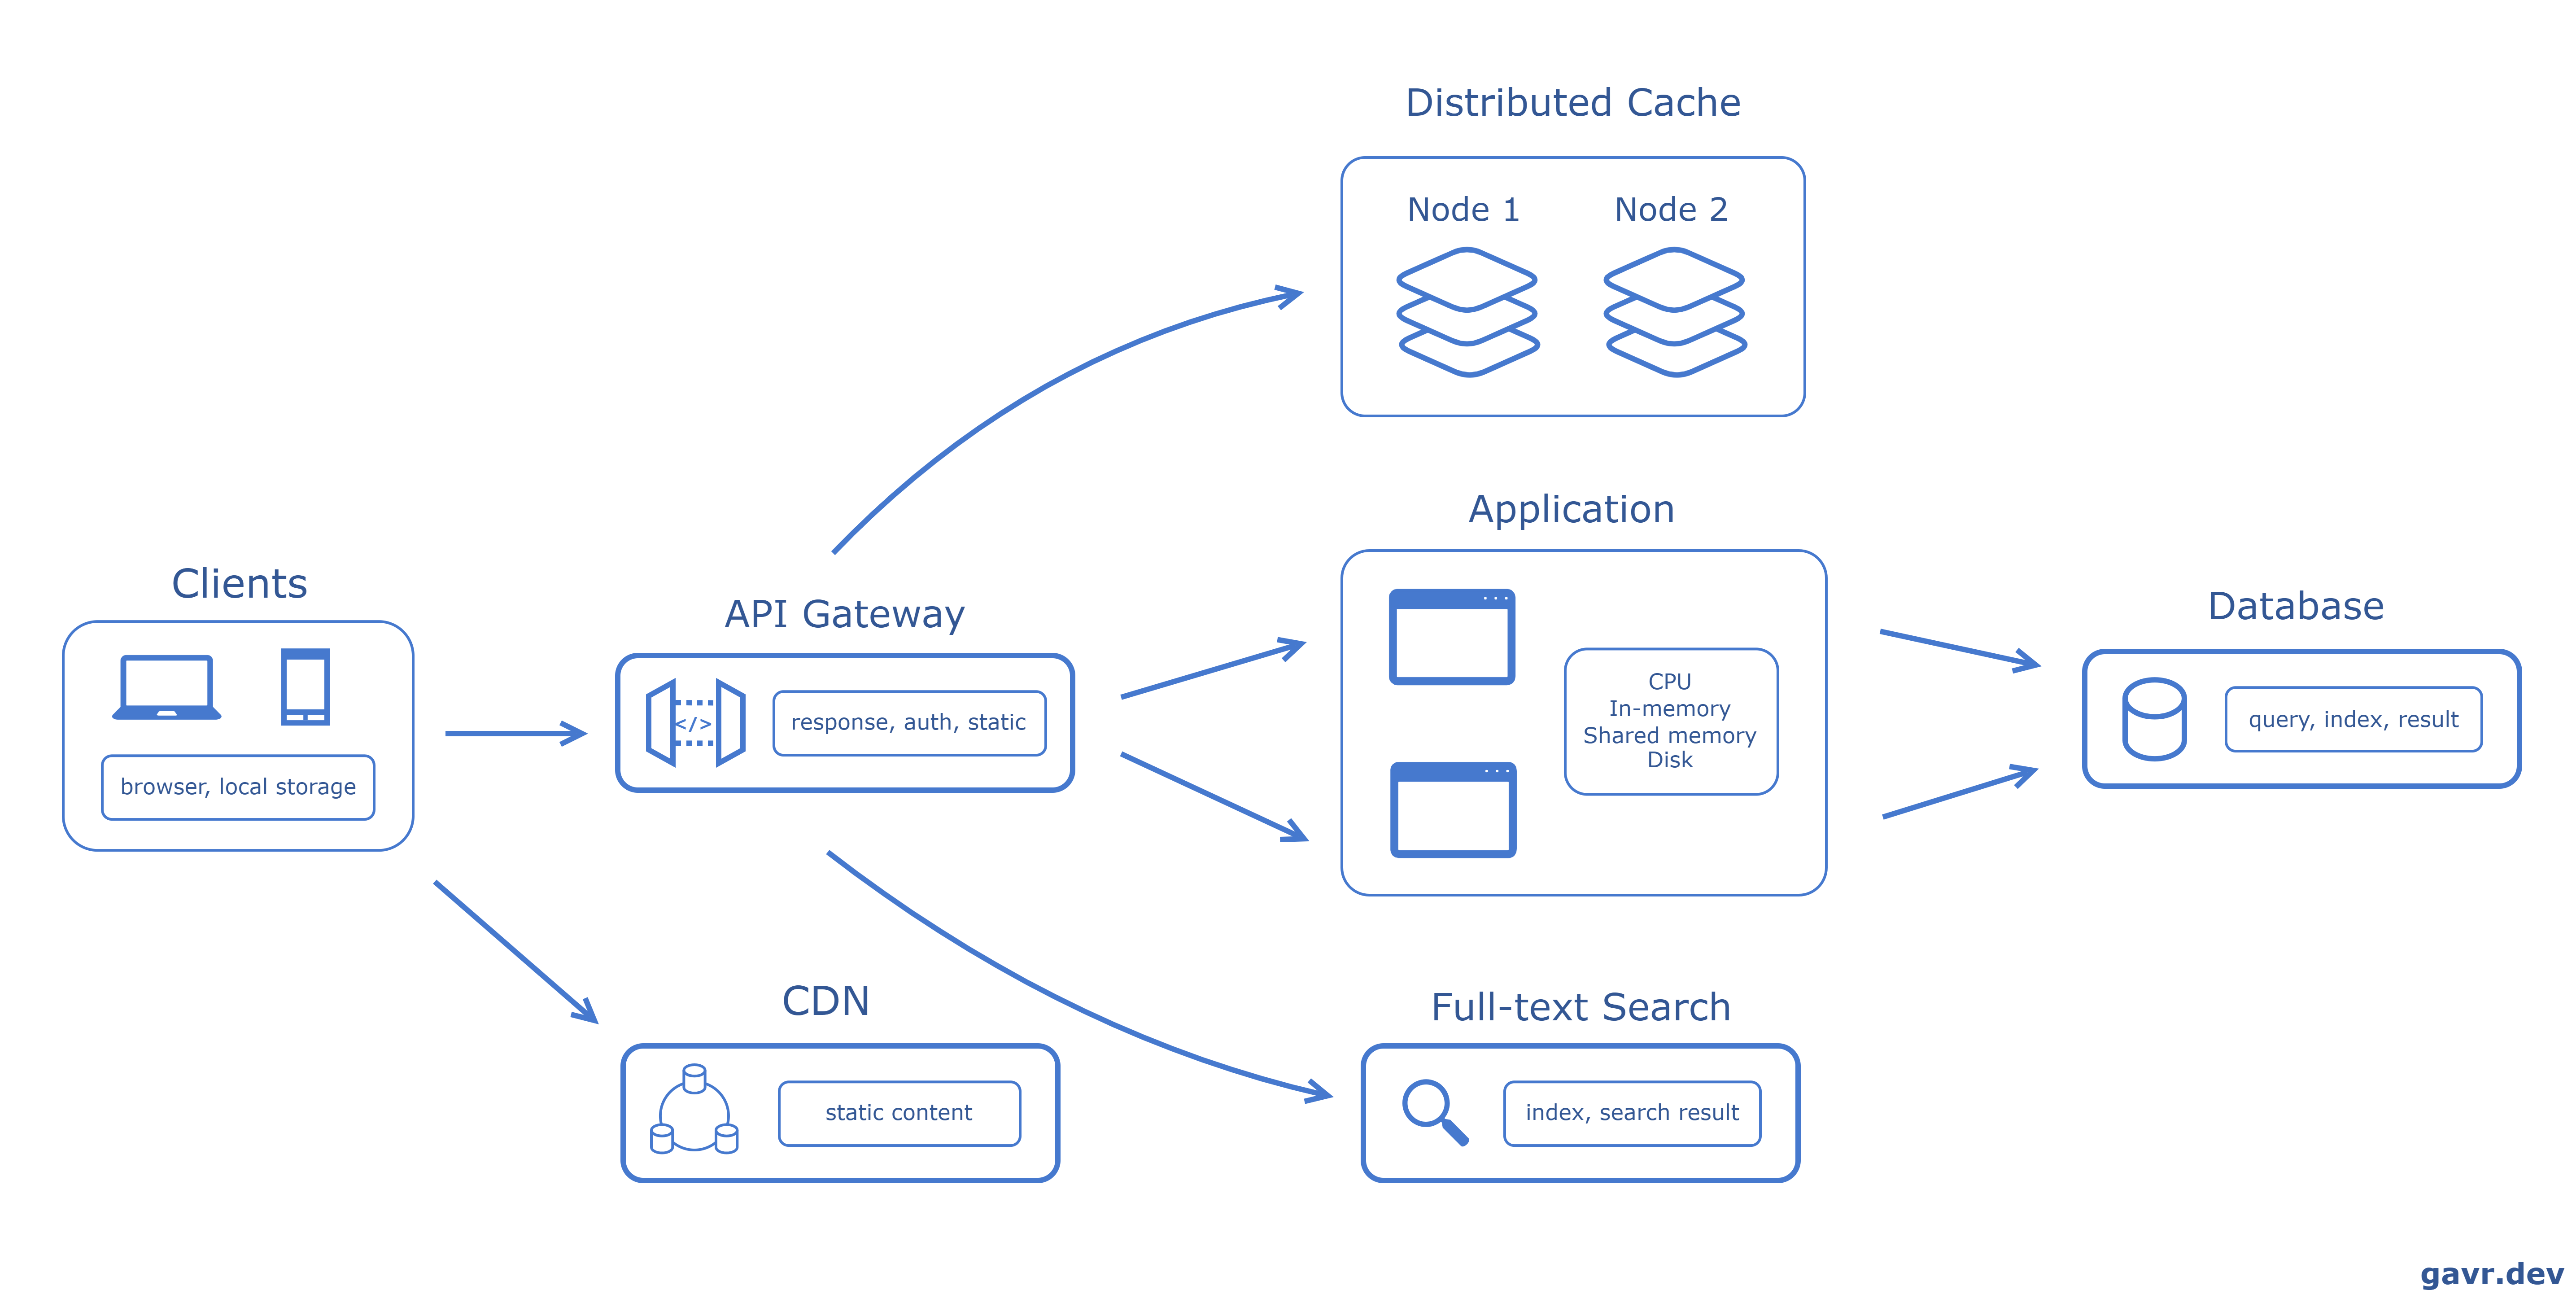 Distributed Cache
Node 1
Node 2
Application
CPU
In-memory
Shared memory
Disk
Clients
browser, local storage
API Gateway
</>
response, auth, static
Database
query, index, result
CDN
static content
Full-text Search
index, search result
gavr.dev